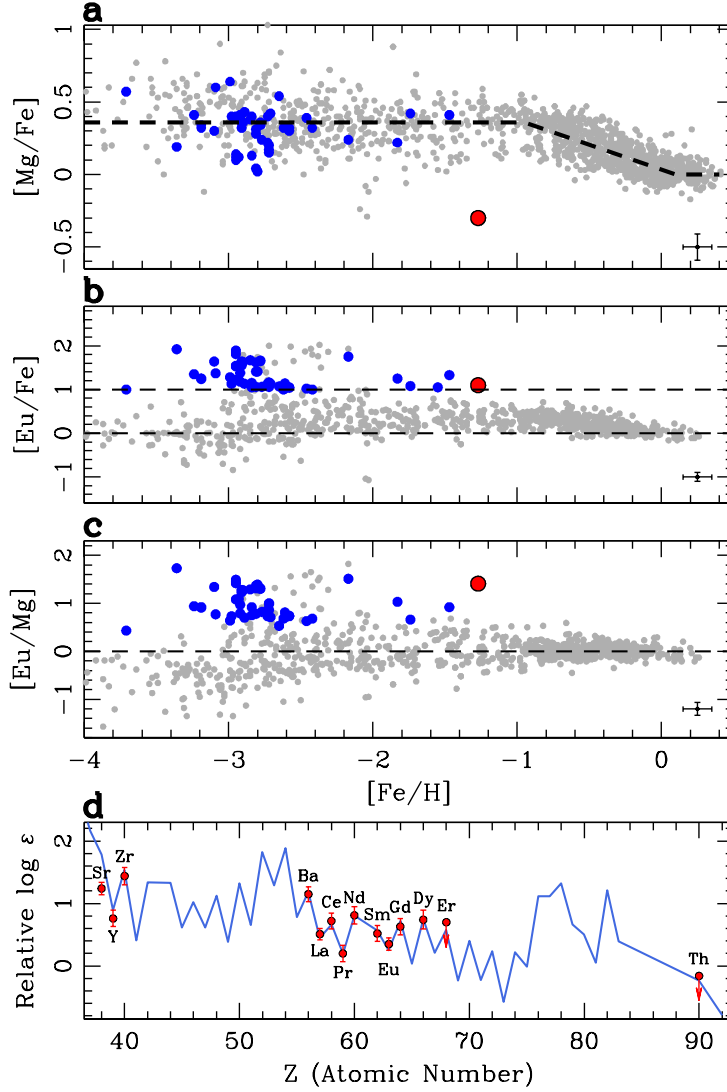 a
1
0.5
0
−0.5
[Mg/Fe]
b
2
1
0
−1
[Eu/Fe]
c
2
1
0
−1
[Eu/Mg]
−4 −3 −2 −1 0
[Fe/H]
d
2
1
0
Relative log ε
Sr Y Zr Ba La Ce Pr Nd Sm Eu Gd Dy Er Th
40 50 60 70 80 90
Z (Atomic Number)